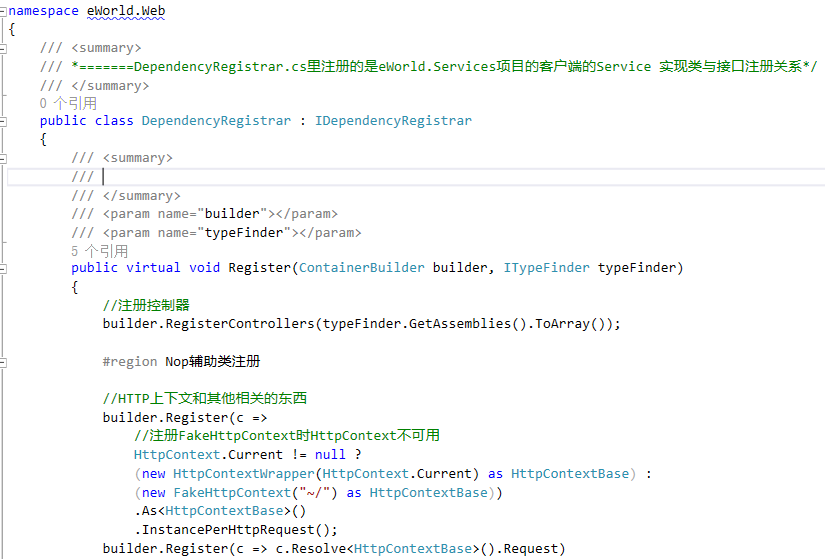 namespace eWorld.Web
{
/// <summary>
/// *=======DependencyRegistrar.cs里注册的是eWorld.Services项目的客户端的Service 实现类与接口注册关系*/
/// </summary>
0 个引用
public class DependencyRegistrar : IDependencyRegistrar
{
/// <summary>
///
/// </summary>
/// <param name="builder"></param>
/// <param name="typeFinder"></param>
5 个引用
public virtual void Register(ContainerBuilder builder, ITypeFinder typeFinder)
{
//注册控制器
builder.RegisterControllers(typeFinder.GetAssemblies().ToArray());
#region Nop辅助类注册
//HTTP上下文和其他相关的东西
builder.Register(c =>
//注册FakeHttpContext时HttpContext不可用
HttpContext.Current != null ?
(new HttpContextWrapper(HttpContext.Current) as HttpContextBase) :
(new FakeHttpContext("~/") as HttpContextBase))
.As<HttpContextBase>()
.InstancePerHttpRequest();
builder.Register(c => c.Resolve<HttpContextBase>().Request)